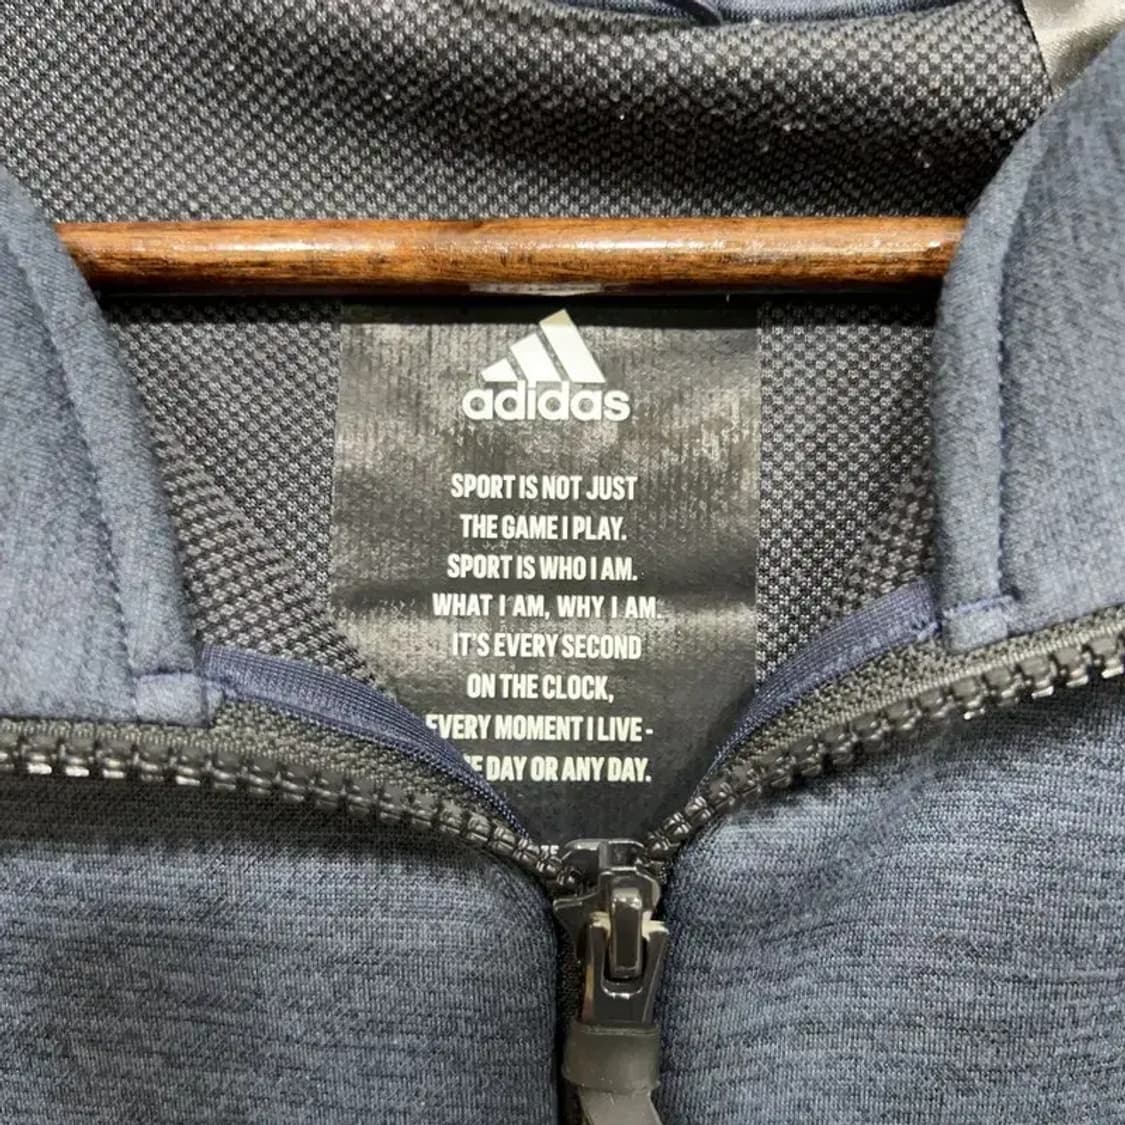 adidas
SPORT IS NOT JUST
THE GAME I PLAY.
SPORT IS WHO I AM.
WHAT I AM, WHY I AM.
IT'S EVERY SECOND
ON THE CLOCK,
EVERY MOMENT I LIVE -
DAY OR ANY DAY.